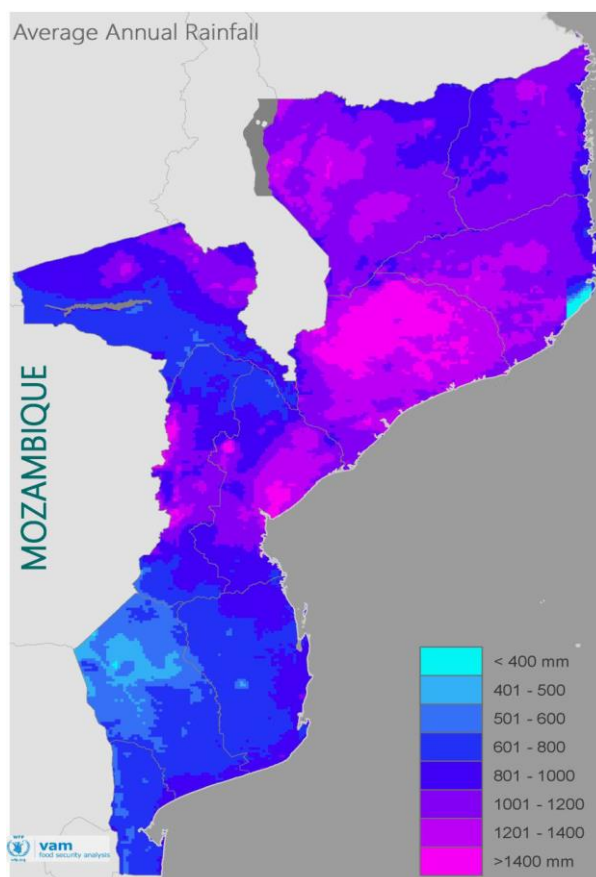 Average Annual Rainfall
MOZAMBIQUE
< 400 mm
401 - 500
501 - 600
601 - 800
801 - 1000
1001 - 1200
1201 - 1400
>1400 mm
vam
food security analysis